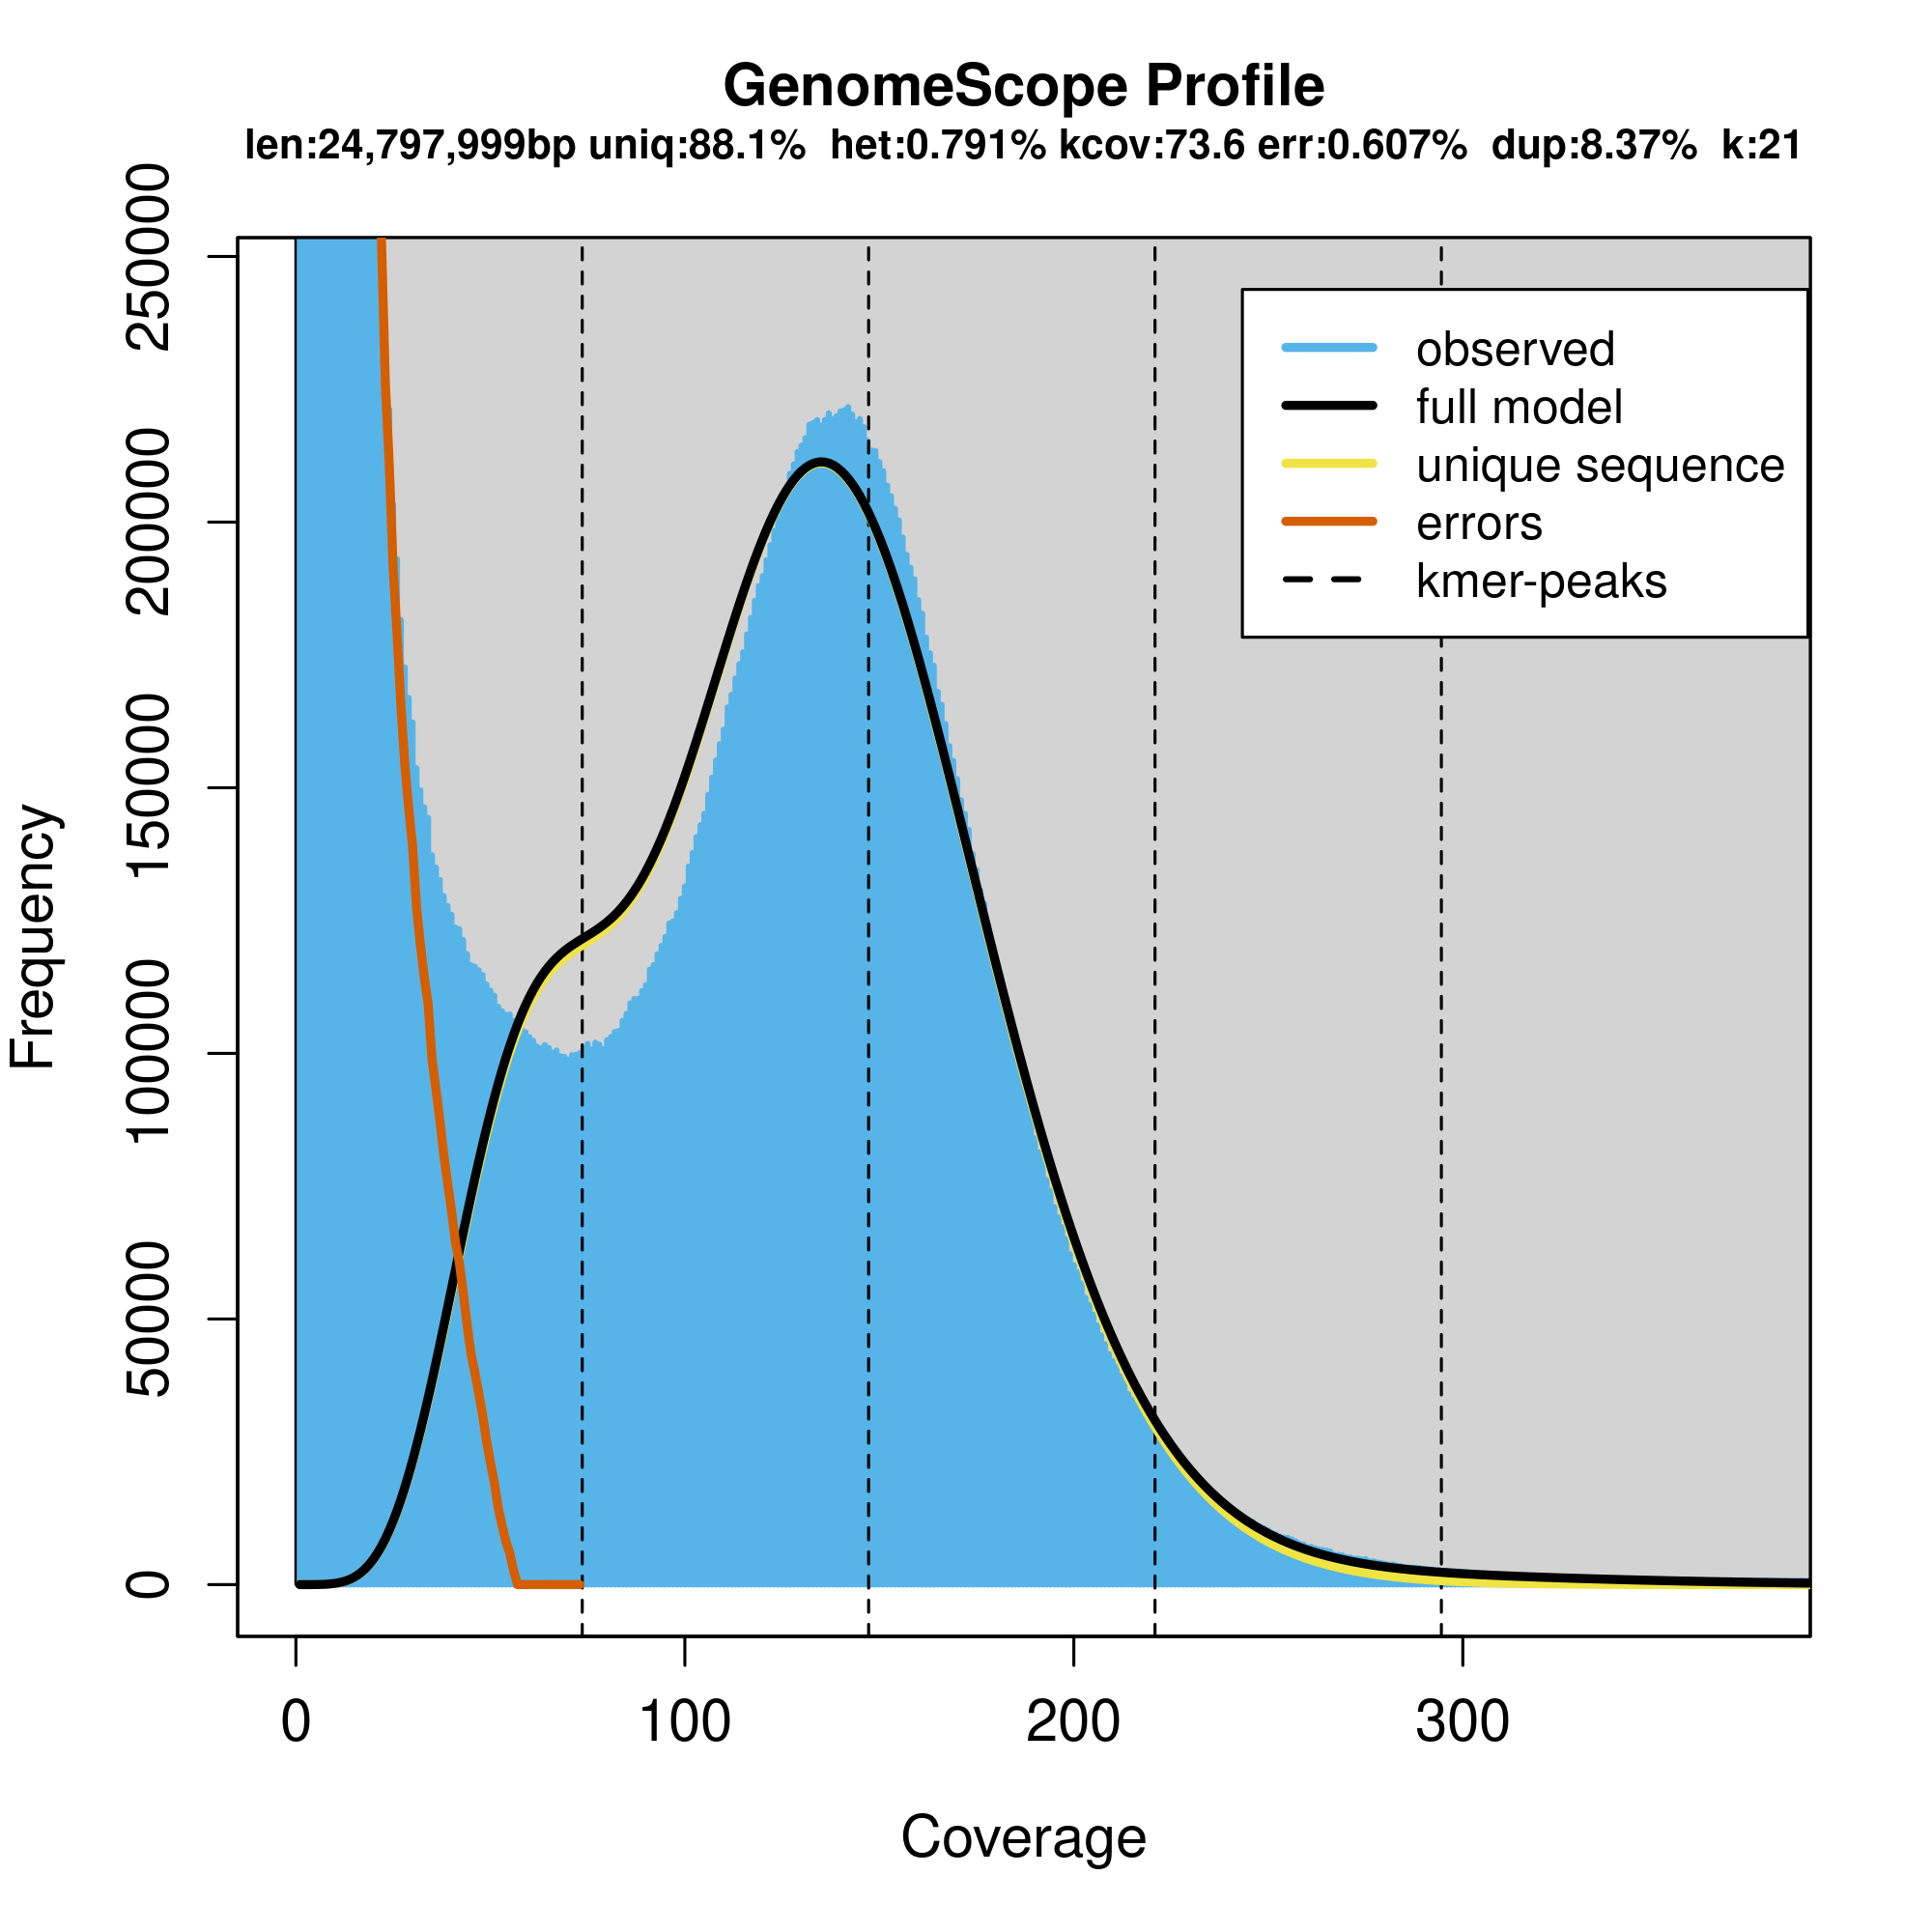 GenomeScope Profile
len:24,797,999bp uniq:88.1% het:0.791% kcov:73.6 err:0.607% dup:8.37% k:21
Frequency
250000
200000
150000
100000
50000
0
observed
full model
unique sequence
errors
kmer-peaks
0 100 200 300
Coverage